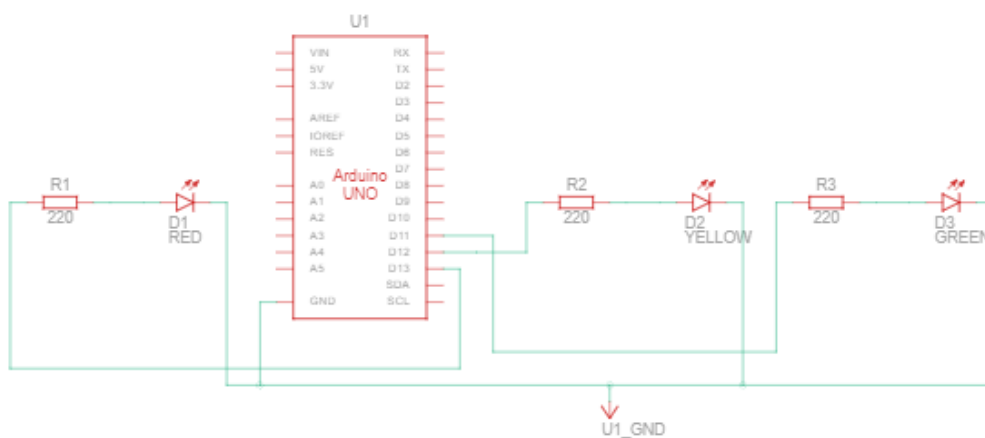 U1
VIN
5V
3.3V
AREF
IOREF
RES
A0
A1
A2
A3
A4
A5
GND
Arduino
UNO
RX
TX
D2
D3
D4
D5
D6
D7
D8
D9
D10
D11
D12
D13
SDA
SCL
R1
220
D1
RED
R2
220
D2
YELLOW
R3
220
D3
GREEN
U1_GND